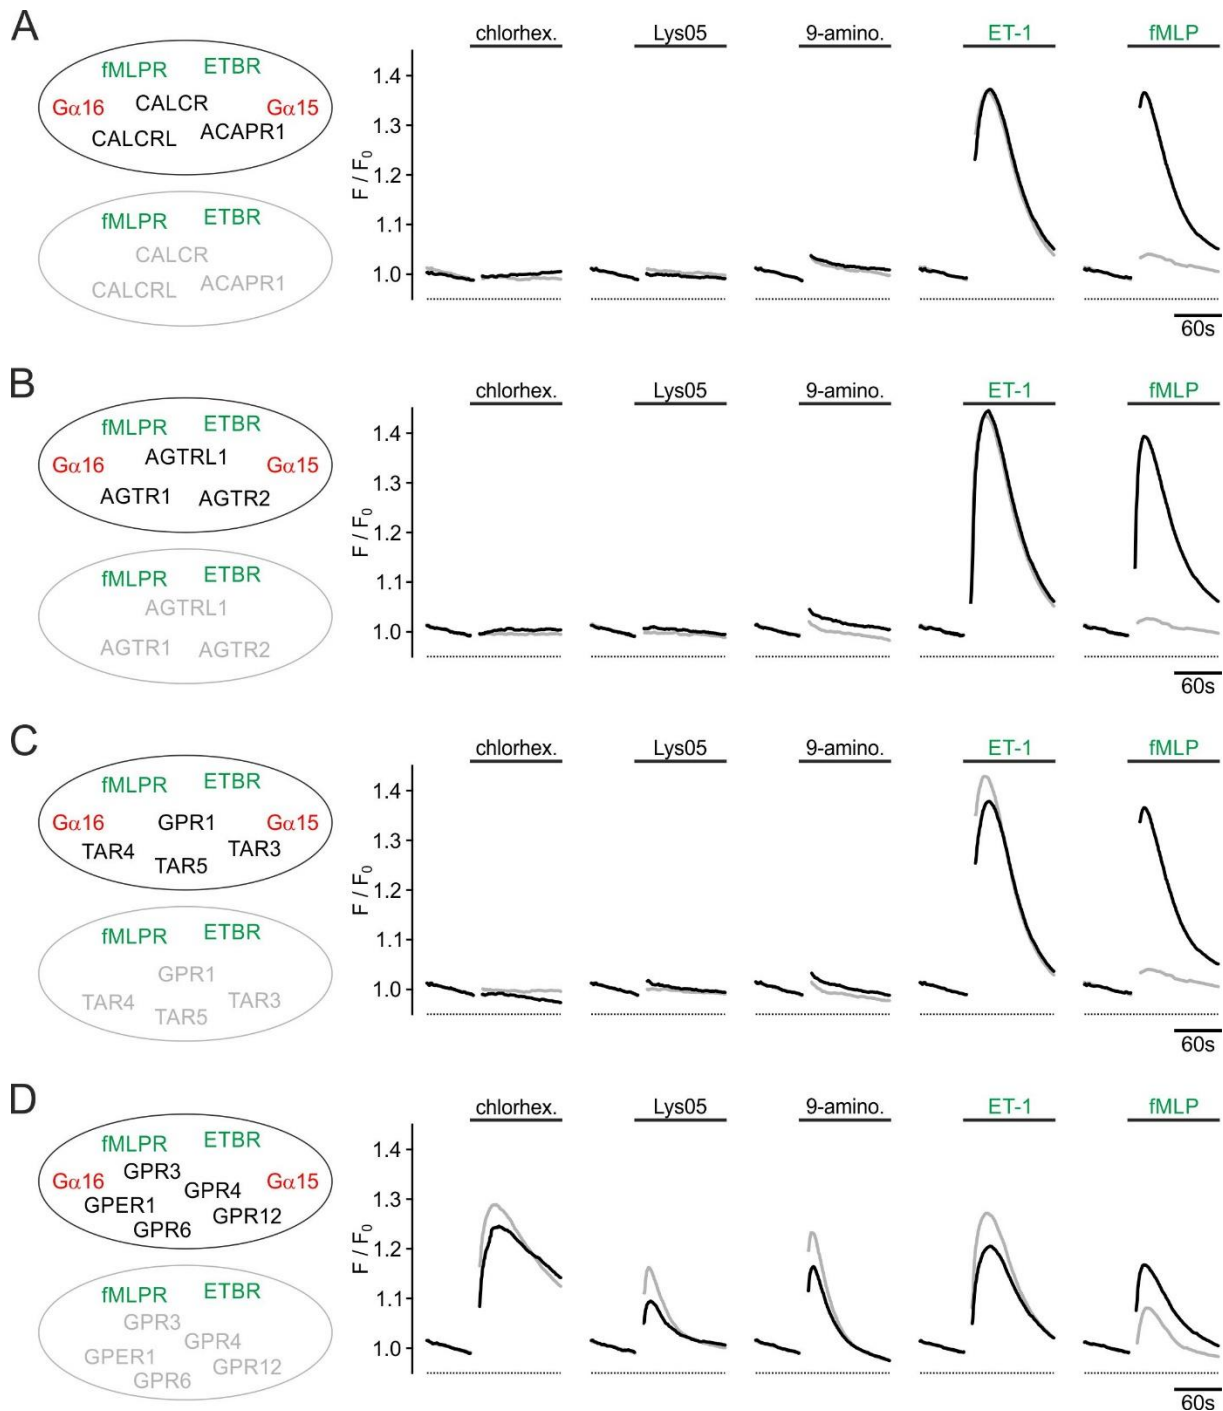 A
chlorhex. Lys05 9-amino. ET-1 fMLP
fMLPR ETBR
Gα16 CALCR Gα15
CALCRL ACAPR1
fMLPR ETBR
CALCR
CALCRL ACAPR1
F / F0
1.4
1.3
1.2
1.1
1.0
60s
B
chlorhex. Lys05 9-amino. ET-1 fMLP
fMLPR ETBR
AGTRL1
Gα16 Gα15
AGTR1 AGTR2
fMLPR ETBR
AGTRL1
AGTR1 AGTR2
F / F0
1.4
1.3
1.2
1.1
1.0
60s
C
chlorhex. Lys05 9-amino. ET-1 fMLP
fMLPR ETBR
Gα16 GPR1 Gα15
TAR4 TAR5 TAR3
fMLPR ETBR
GPR1
TAR4 TAR5 TAR3
F / F0
1.4
1.3
1.2
1.1
1.0
60s
D
chlorhex. Lys05 9-amino. ET-1 fMLP
fMLPR ETBR
GPR3
Gα16 GPR4 Gα15
GPER1 GPR12
GPR6
fMLPR ETBR
GPR3
GPR4
GPER1 GPR12
GPR6
F / F0
1.4
1.3
1.2
1.1
1.0
60s